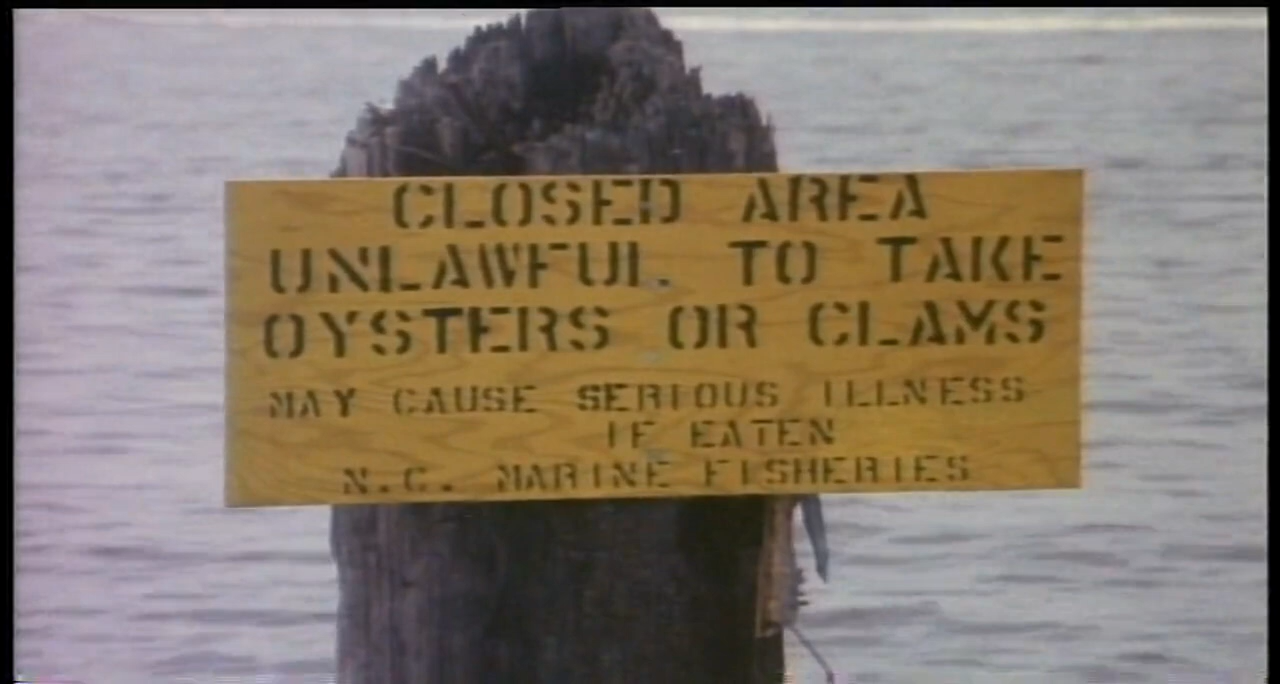 CLOSED AREA
UNLAWFUL TO TAKE
OYSTERS OR CLAMS
MAY CAUSE SERIOUS ILLNESS
IF EATEN
N.C. MARINE FISHERIES